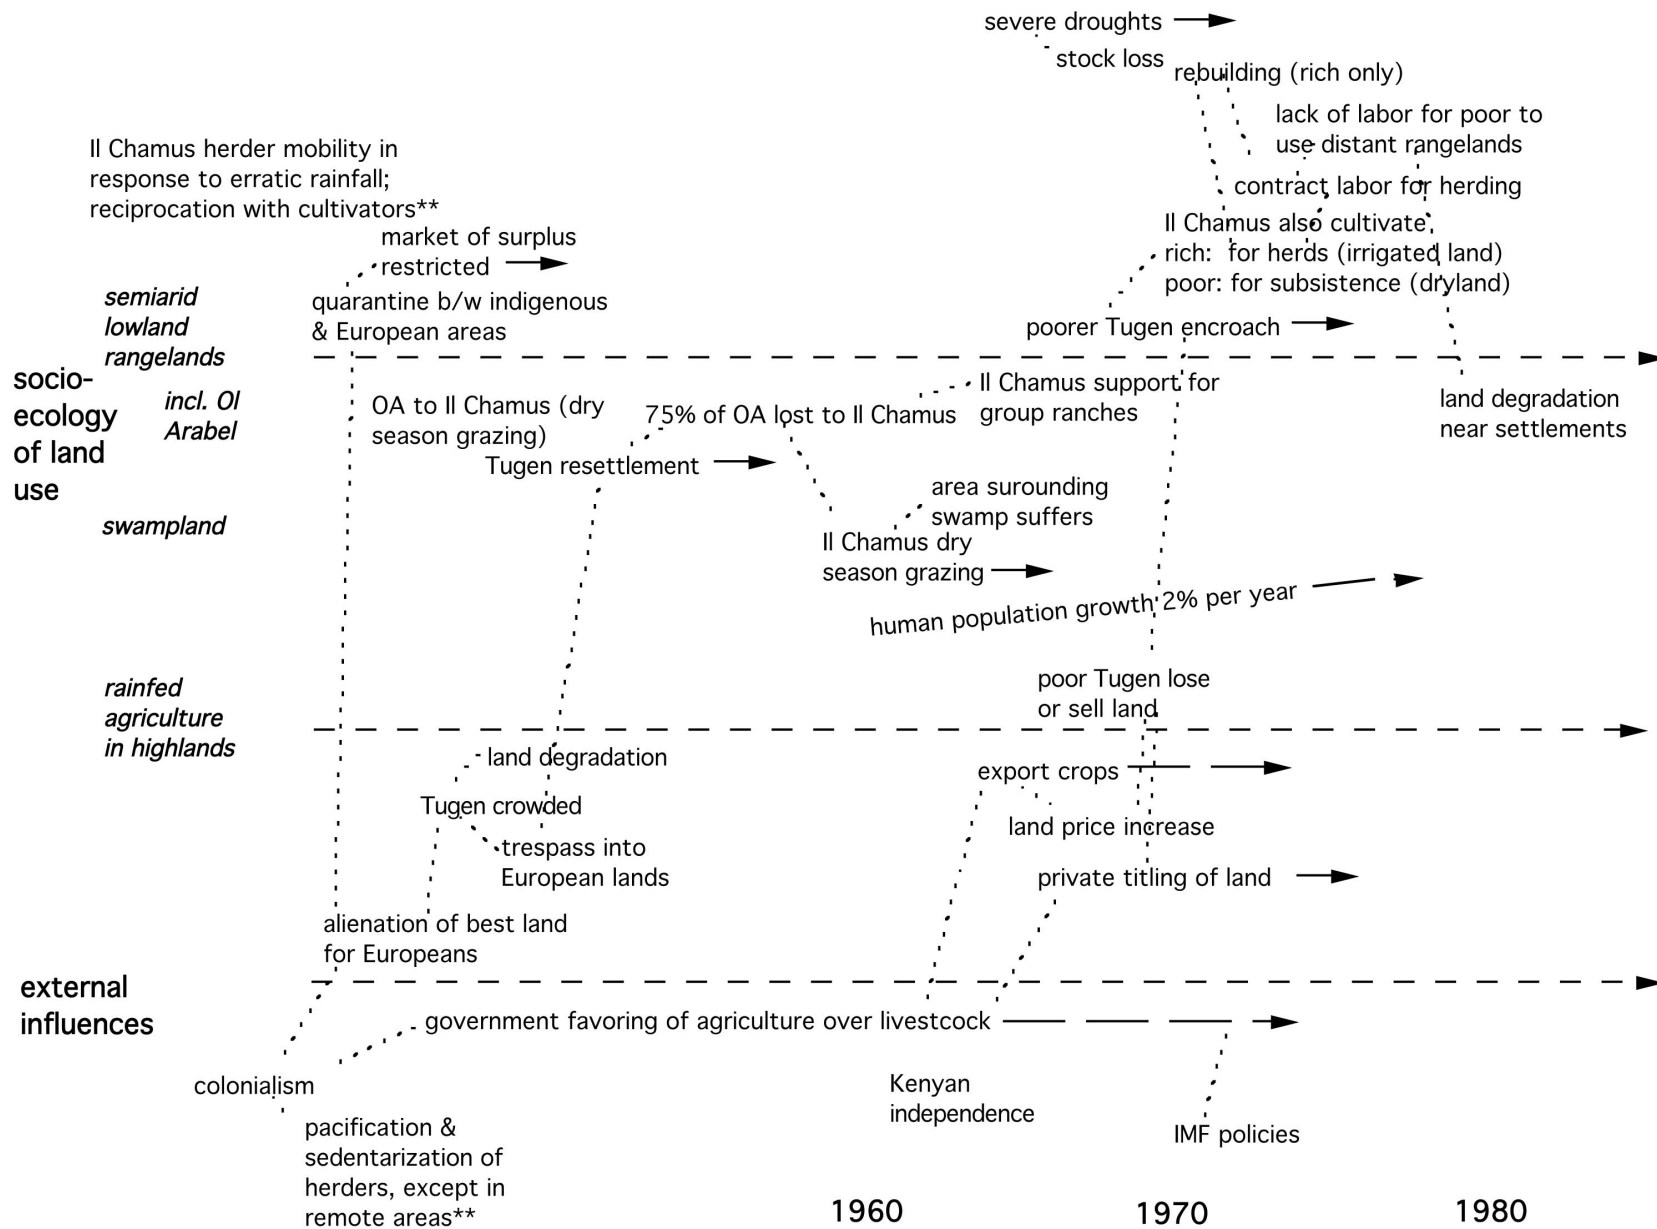 severe droughts
stock loss
rebuilding (rich only)
lack of labor for poor to
use distant rangelands
contract labor for herding
Il Chamus herder mobility in
response to erratic rainfall;
reciprocation with cultivators**
market of surplus
restricted
Il Chamus also cultivate
rich: for herds (irrigated land)
poor: for subsistence (dryland)
semiarid
lowland
rangelands
quarantine b/w indigenous
& European areas
poorer Tugen encroach
socio-
ecology
of land
use
incl. Ol
Arabel
OA to Il Chamus (dry
season grazing)
75% of OA lost to Il Chamus
Il Chamus support for
group ranches
land degradation
near settlements
Tugen resettlement
swampland
area surounding
swamp suffers
Il Chamus dry
season grazing
human population growth 2% per year
rainfed
agriculture
in highlands
poor Tugen lose
or sell land
land degradation
export crops
Tugen crowded
land price increase
trespass into
European lands
private titling of land
alienation of best land
for Europeans
external
influences
government favoring of agriculture over livestcock
colonialism
Kenyan
independence
pacification &
sedentarization of
herders, except in
remote areas**
IMF policies
1960
1970
1980